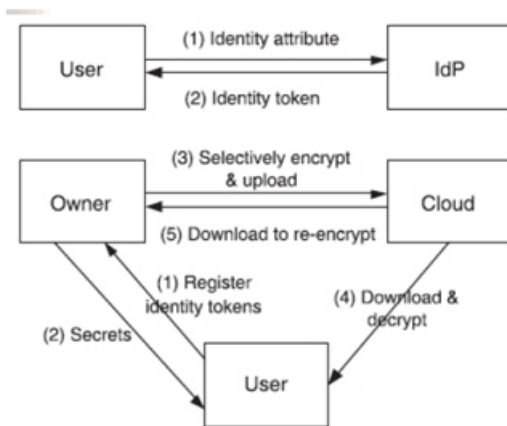 (1) Identity attribute
User
IdP
(2) Identity token
(3) Selectively encrypt
& upload
Owner
Cloud
(5) Download to re-encrypt
(1) Register
identity tokens
(4) Download &
decrypt
(2) Secrets
User